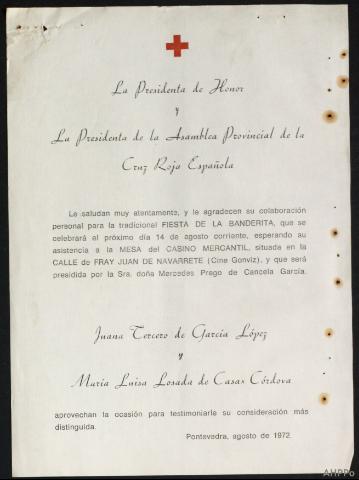 La Presidenta de Honor
y
La Presidenta de la Asamblea Provincial de la
Cruz Roja Española
Le saludan muy atentamente, y le agradecen su colaboración
personal para la tradicional FIESTA DE LA BANDERITA, que se
celebrará el próximo día 14 de agosto corriente, esperando su
asistencia a la MESA del CASINO MERCANTIL, situada en la
CALLE de FRAY JUAN DE NAVARRETE (Cine Gonviz), y que será
presidida por la Sra. doña Mercedes Prego de Cancela García.
Juana Tercero de García López
y
María Luisa Losada de Casas Córdova
aprovechan la ocasión para testimoniarle su consideración más
distinguida.
Pontevedra, agosto de 1972.
AHPPo